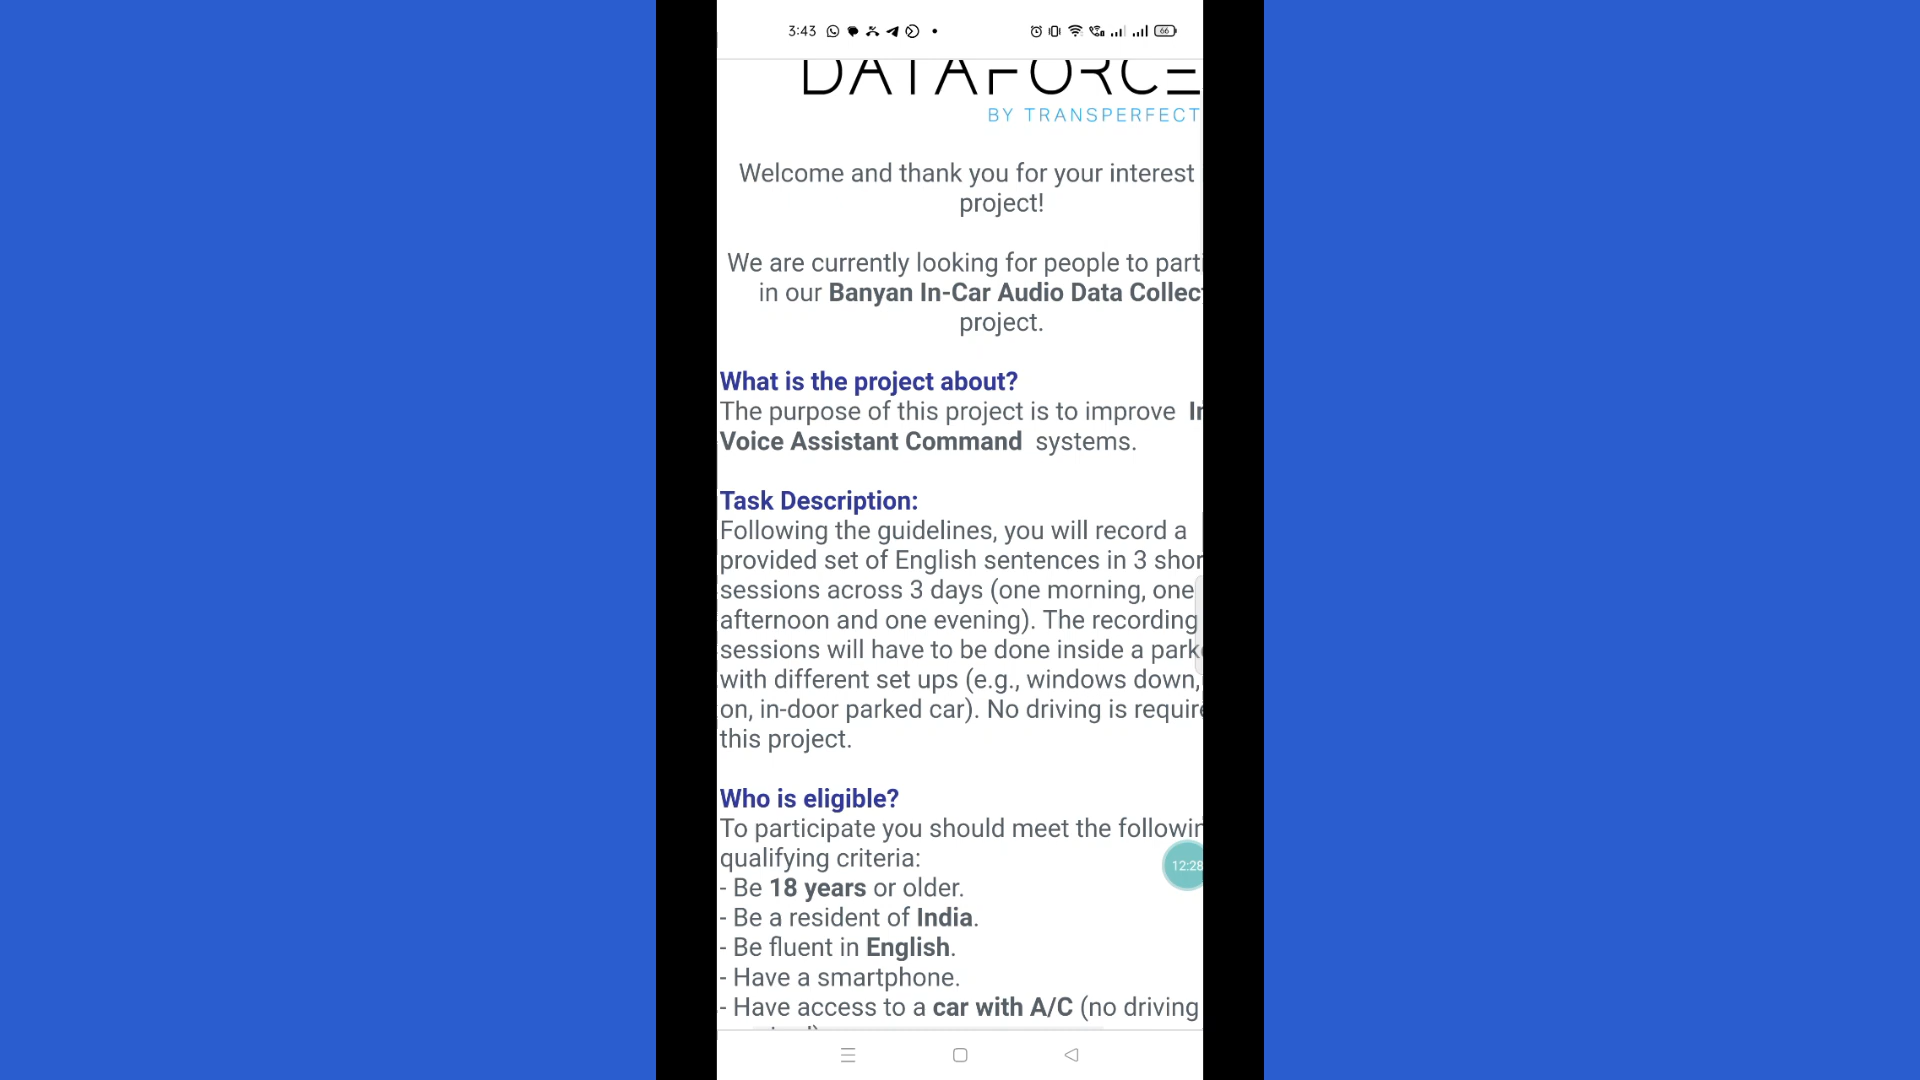 3:43
66
DATAFORCE
BY TRANSPERFECT
Welcome and thank you for your interest
project!
We are currently looking for people to part
in our Banyan In-Car Audio Data Collec
project.
What is the project about?
The purpose of this project is to improve
Voice Assistant Command systems.
Task Description:
Following the guidelines, you will record a
provided set of English sentences in 3 shor
sessions across 3 days (one morning, one
afternoon and one evening). The recording
sessions will have to be done inside a park
with different set ups (e.g., windows down,
on, in-door parked car). No driving is requir
this project.
Who is eligible?
To participate you should meet the followin
qualifying criteria:
- Be 18 years or older.
- Be a resident of India.
- Be fluent in English.
- Have a smartphone.
- Have access to a car with A/C (no driving
12:28